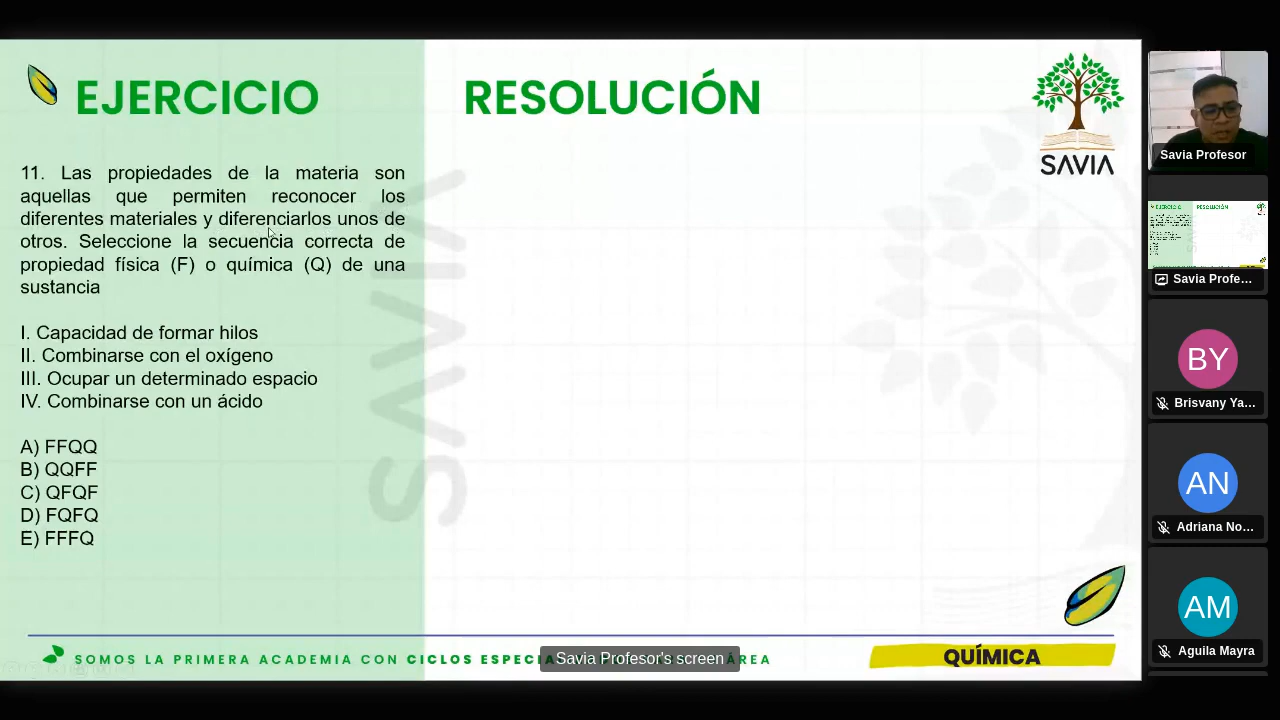 EJERCICIO
RESOLUCIÓN
SAVIA
11. Las propiedades de la materia son
aquellas que permiten reconocer los
diferentes materiales y diferenciarlos unos de
otros. Seleccione la secuencia correcta de
propiedad física (F) o química (Q) de una
sustancia
I. Capacidad de formar hilos
II. Combinarse con el oxígeno
III. Ocupar un determinado espacio
IV. Combinarse con un ácido
A) FFQQ
B) QQFF
C) QFQF
D) FQFQ
E) FFFQ
SAVIA
SOMOS LA PRIMERA ACADEMIA CON CICLOS ESPECI
ÁREA
Savia Profesor's screen
QUÍMICA
Savia Profesor
EJERCICIO
RESOLUCIÓN
Savia Profe...
BY
Brisvany Ya...
AN
Adriana No...
AM
Aguila Mayra